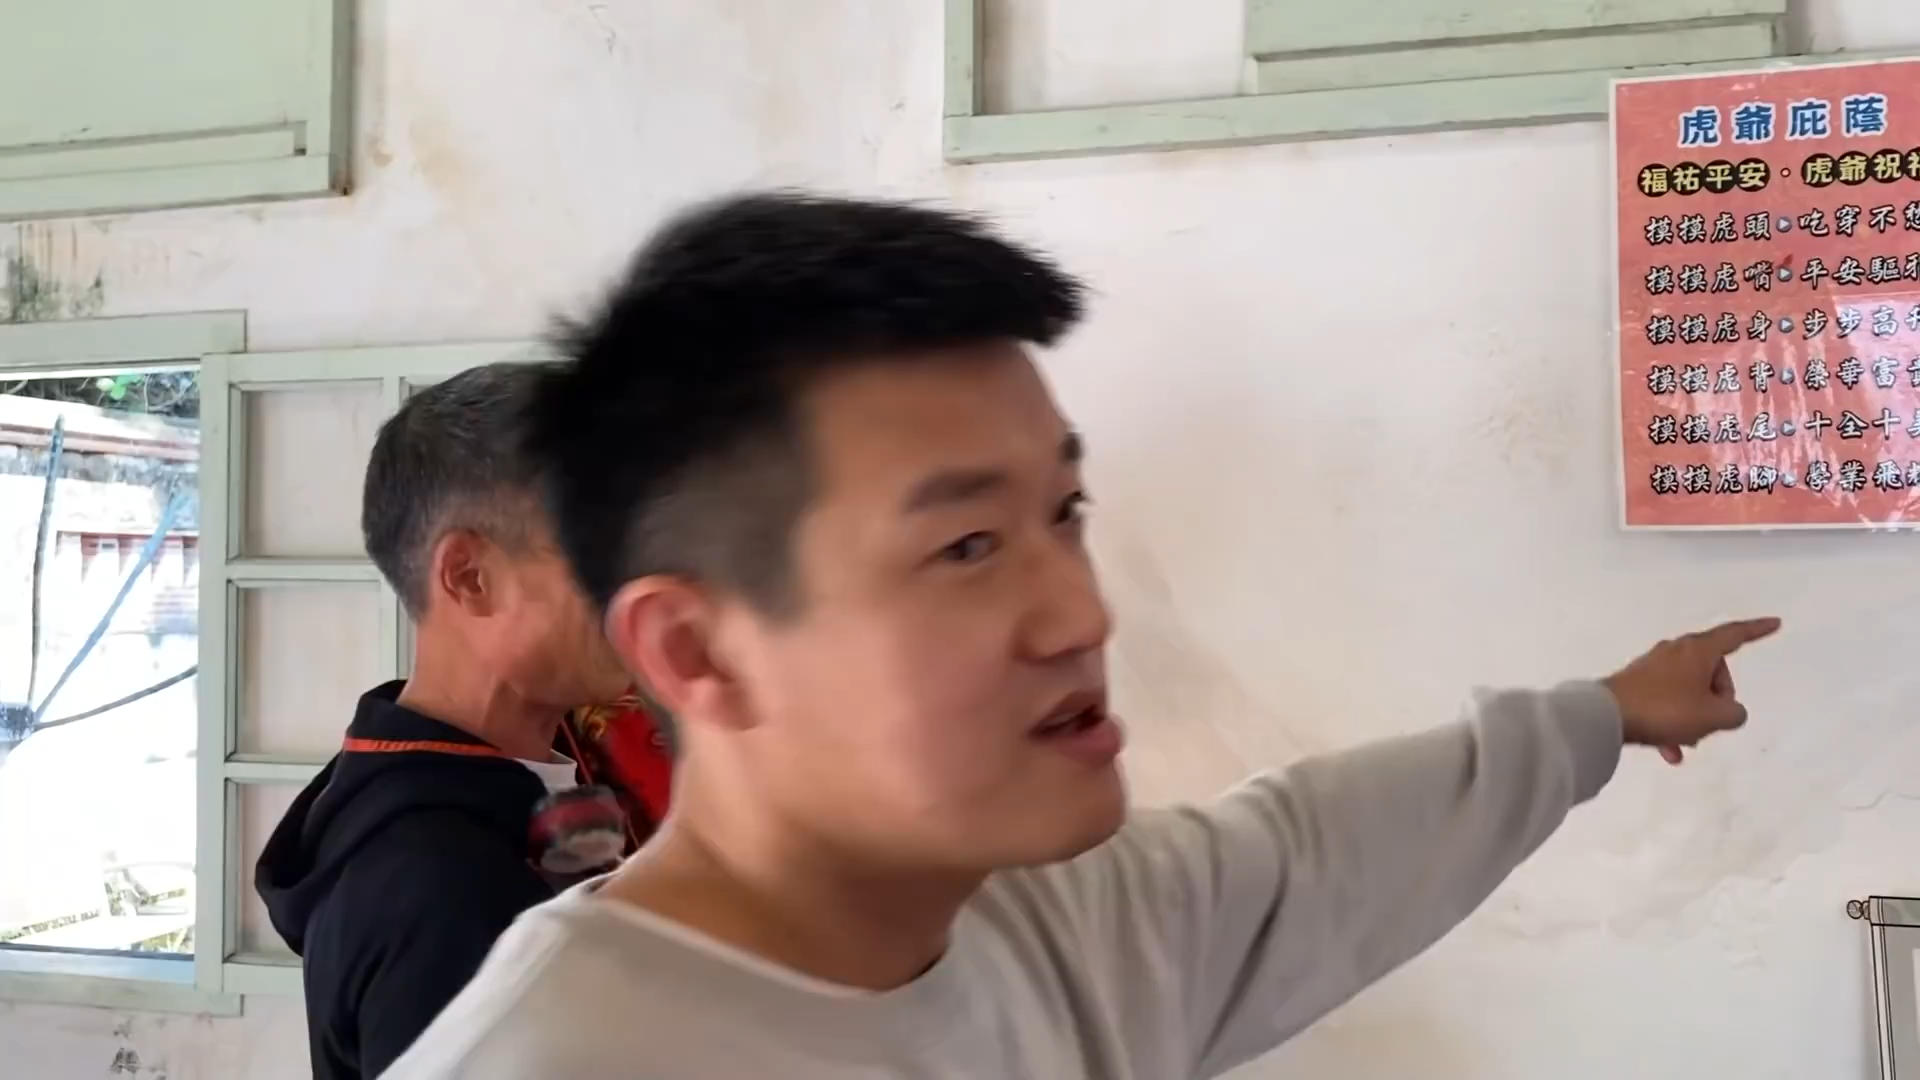 虎爺庇蔭
福祐平安·虎爺祝
摸摸虎頭▶吃穿不
摸摸虎嘴▶平安驅邪
摸摸虎身▶步步高升
摸摸虎背▶榮華富
摸摸虎尾▶十全十
摸摸虎腳▶學業飛